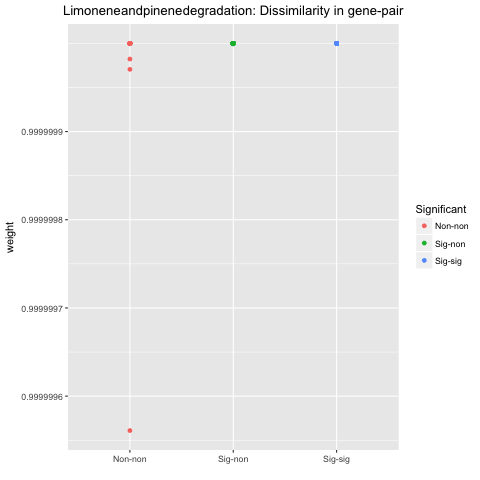 Limoneneandpinenedegradation: Dissimilarity in gene-pair
0.9999999
0.9999998
0.9999997
0.9999996
weight
Non-non
Sig-non
Sig-sig
Significant
Non-non
Sig-non
Sig-sig